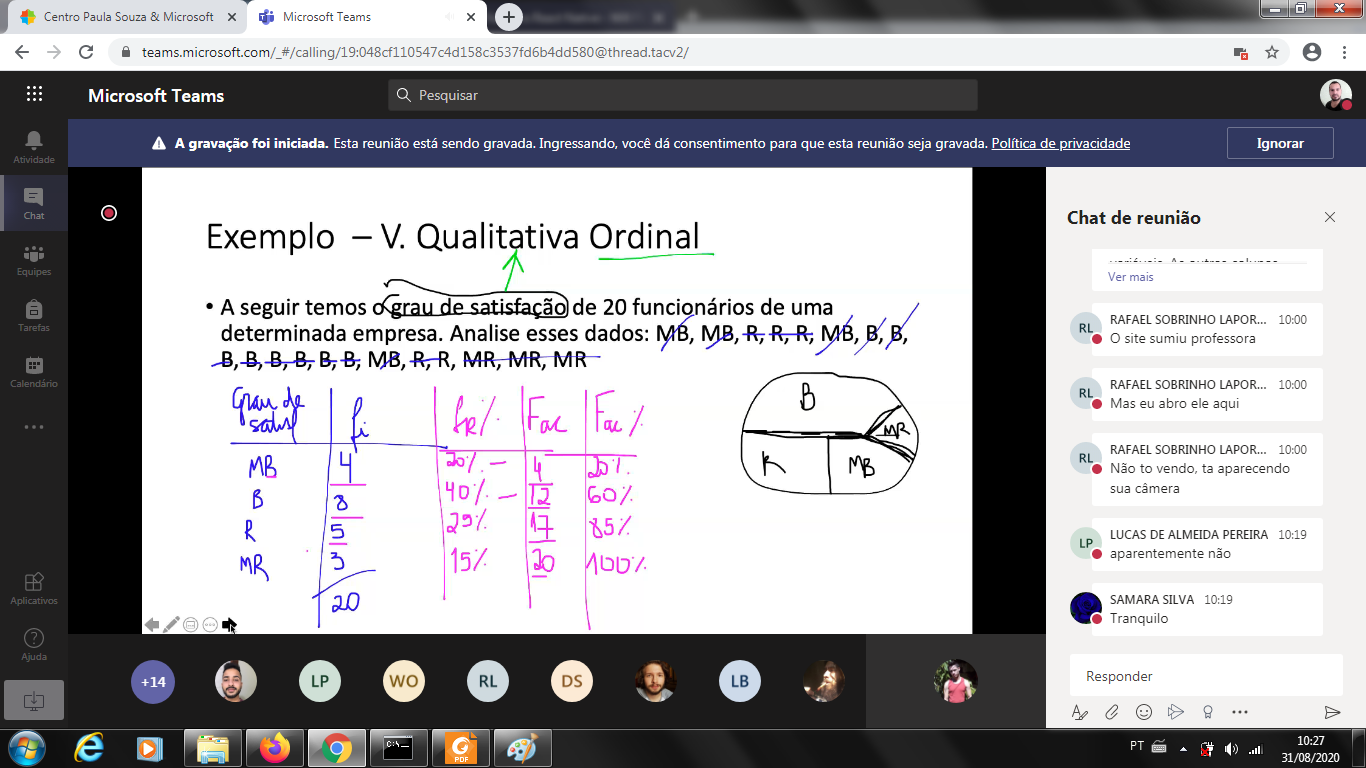 Centro Paula Souza & Microsoft
Microsoft Teams
teams.microsoft.com/_#/calling/19:048cf110547c4d158c3537fd6b4dd580@thread.tacv2/
Microsoft Teams
Pesquisar
A gravação foi iniciada. Esta reunião está sendo gravada. Ingressando, você dá consentimento para que esta reunião seja gravada. Política de privacidade
Ignorar
Atividade
Chat
Equipes
Tarefas
Calendário
Aplicativos
Ajuda
Exemplo – V. Qualitativa Ordinal
• A seguir temos o grau de satisfação de 20 funcionários de uma
determinada empresa. Analise esses dados: MB, MB, R, R, R, MB, B, B,
B, B, B, B, B, B, MB, R, R, MR, MR, MR
Grau de
satisf
fi
fR%
Fac
Fac%
MB 4 20% 4 20%
B 8 40% 12 60%
R 5 25% 17 85%
MR 3 15% 20 100%
20
B
MR
R
MB
Chat de reunião
Ver mais
RL
RAFAEL SOBRINHO LAPOR... 10:00
O site sumiu professora
RL
RAFAEL SOBRINHO LAPOR... 10:00
Mas eu abro ele aqui
RL
RAFAEL SOBRINHO LAPOR... 10:00
Não to vendo, ta aparecendo
sua câmera
LP
LUCAS DE ALMEIDA PEREIRA 10:19
aparentemente não
SAMARA SILVA 10:19
Tranquilo
Responder
+14
LP
WO
RL
DS
LB
PDF
PT
10:27
31/08/2020